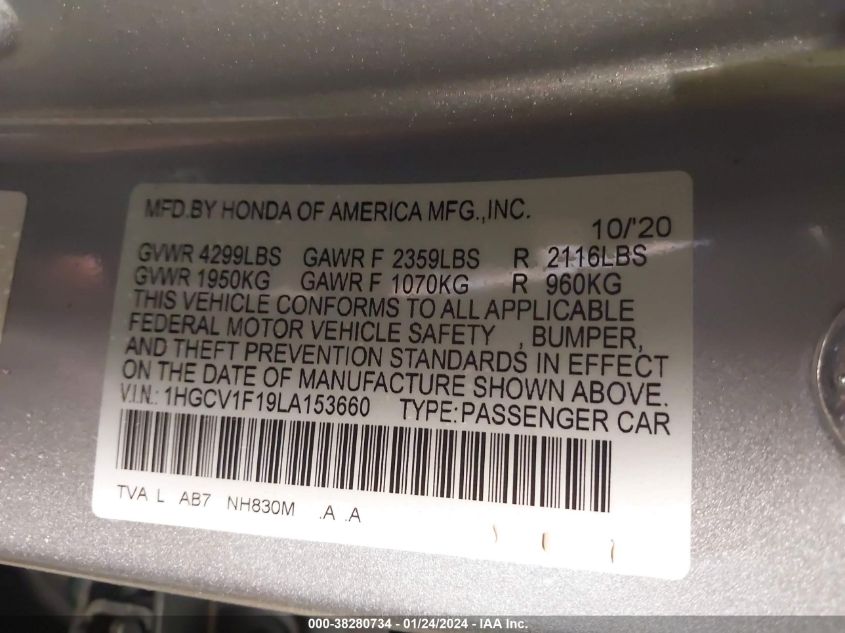 MFD.BY HONDA OF AMERICA MFG.,INC.
10/'20
GVWR 4299LBS GAWR F 2359LBS R 2116LBS
GVWR 1950KG GAWR F 1070KG R 960KG
THIS VEHICLE CONFORMS TO ALL APPLICABLE
FEDERAL MOTOR VEHICLE SAFETY , BUMPER,
AND THEFT PREVENTION STANDARDS IN EFFECT
ON THE DATE OF MANUFACTURE SHOWN ABOVE.
V.I.N.: 1HGCV1F19LA153660 TYPE:PASSENGER CAR
TVA L AB7 NH830M .A .A
000-38280734 — 01/24/2024 - IAA Inc.